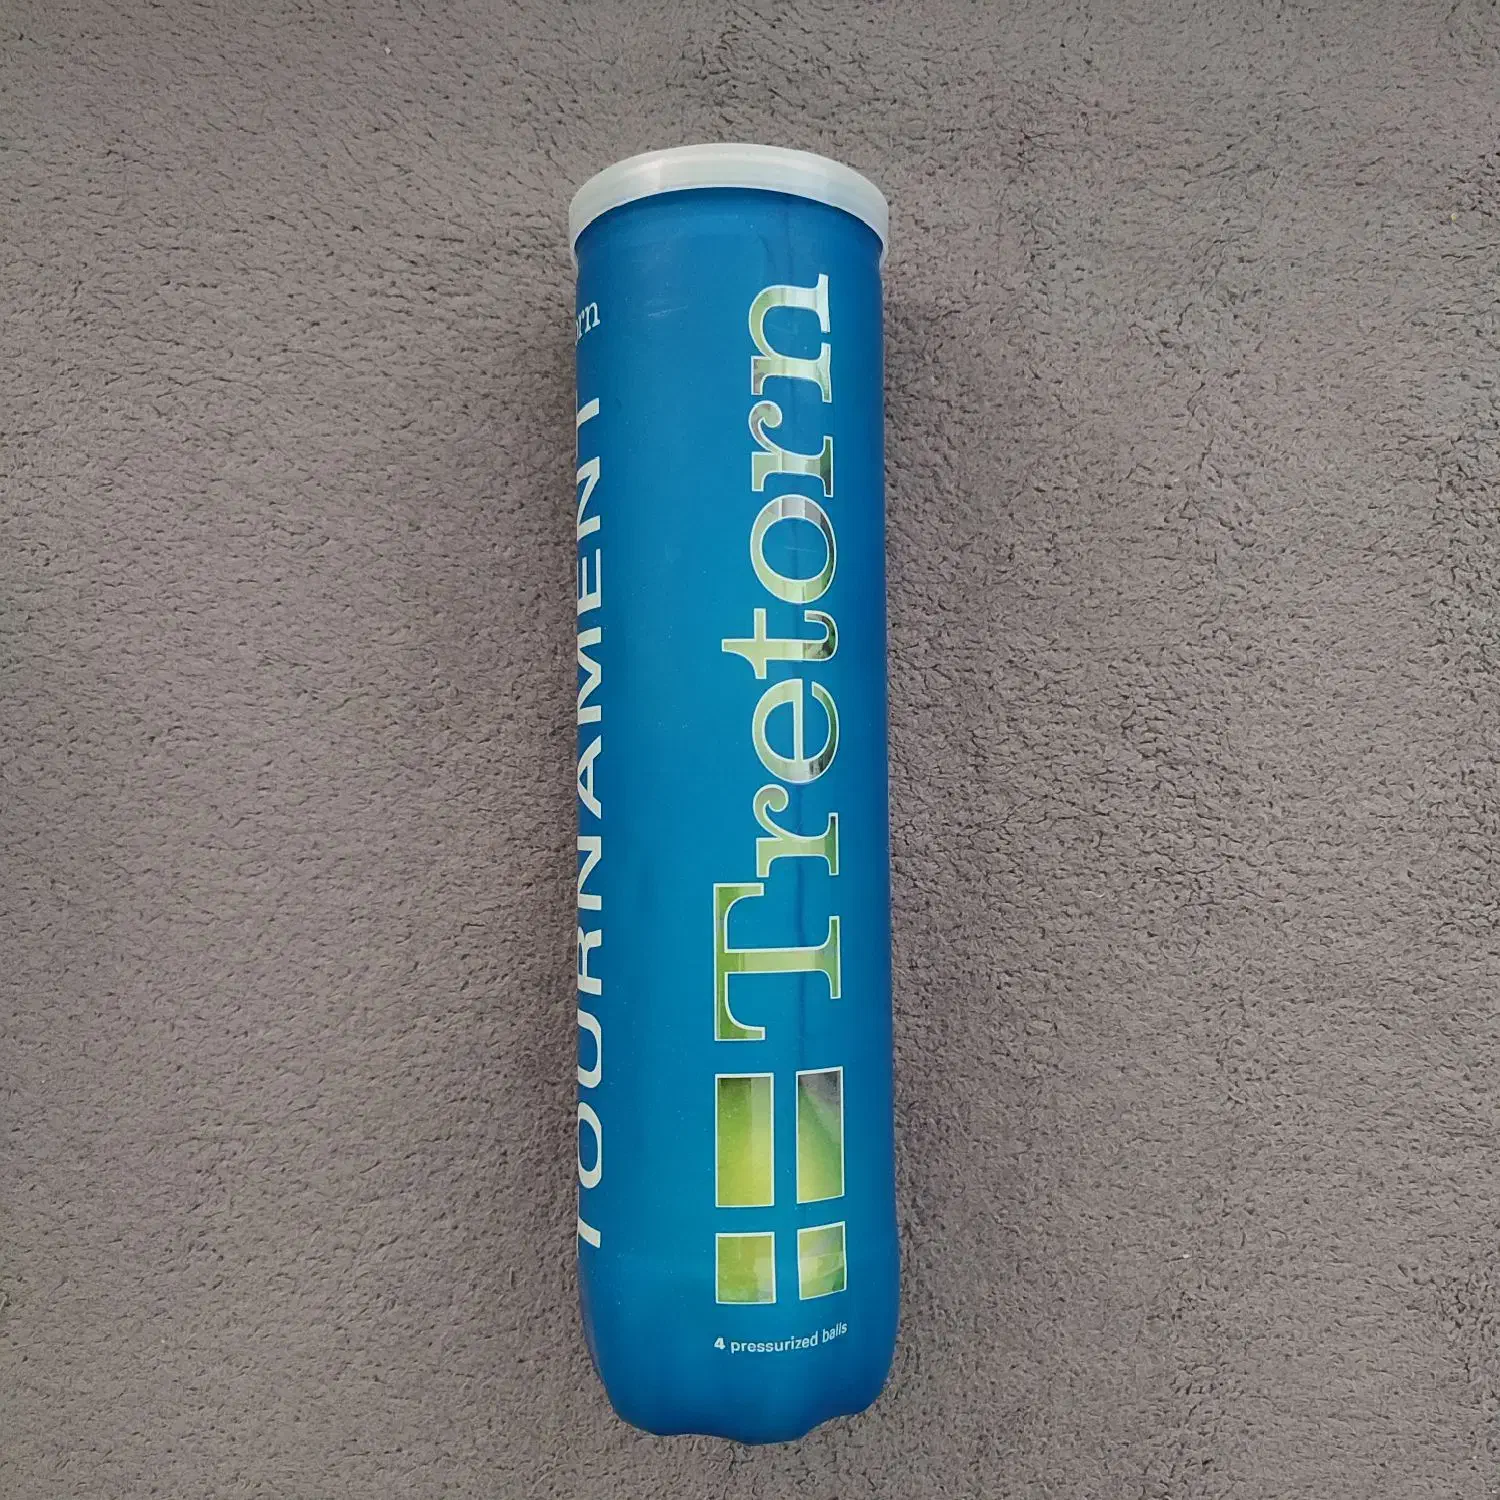 TOURNAMENT
Tretorn
4 pressurized balls